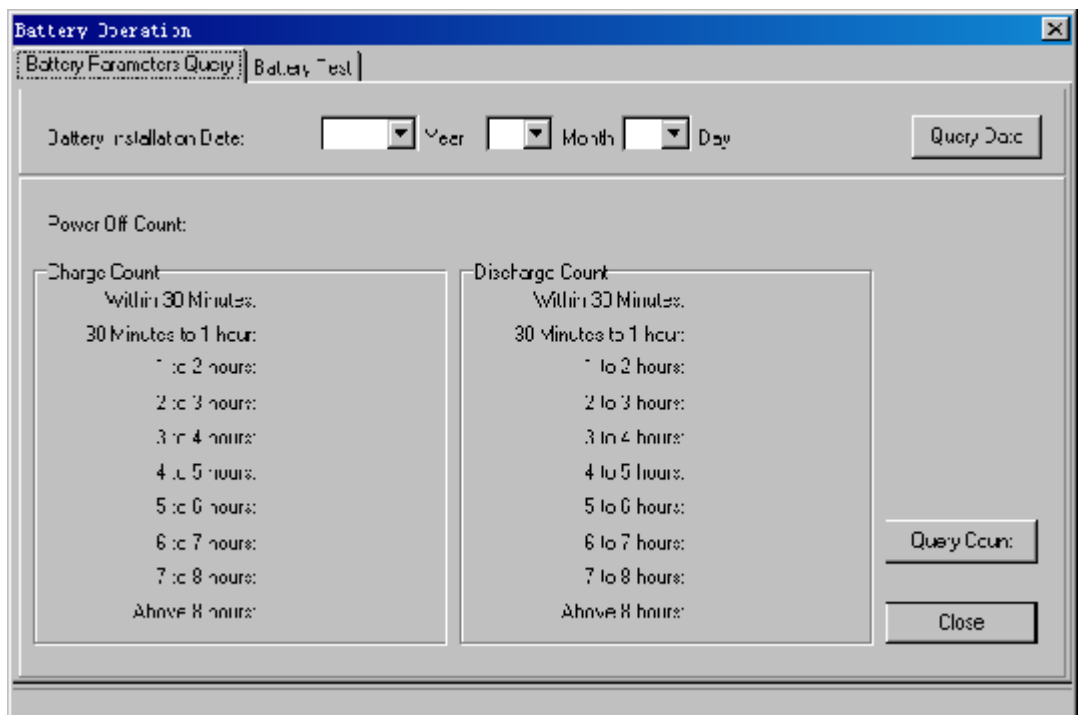 Battery Operation
Battery Parameters Query Battery Test
Battery Installation Date: Year Month Day Query Date
Power Off Count:
Charge Count
Within 30 Minutes:
30 Minutes to 1 hour:
1 to 2 hours:
2 to 3 hours:
3 to 4 hours:
4 to 5 hours:
5 to 6 hours:
6 to 7 hours:
7 to 8 hours:
Above 8 hours:
Discharge Count
Within 30 Minutes:
30 Minutes to 1 hour:
1 to 2 hours:
2 to 3 hours:
3 to 4 hours:
4 to 5 hours:
5 to 6 hours:
6 to 7 hours:
7 to 8 hours:
Above 8 hours:
Query Count
Close